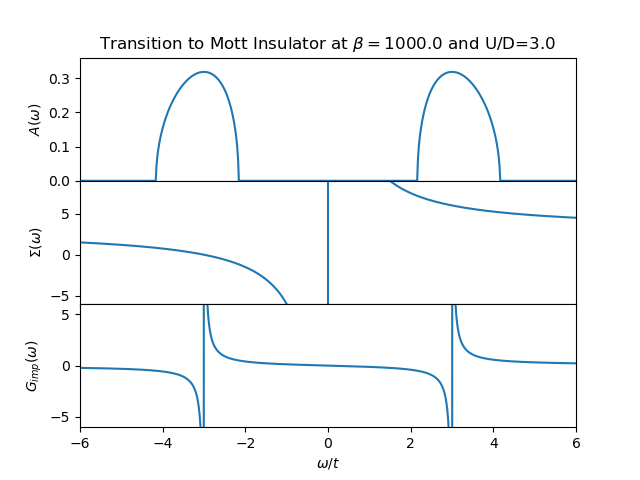 Transition to Mott Insulator at β = 1000.0 and U/D=3.0
A(ω)
0.3
0.2
0.1
0.0
Σ(ω)
5
0
−5
G_imp(ω)
5
0
−5
−6 −4 −2 0 2 4 6
ω/t